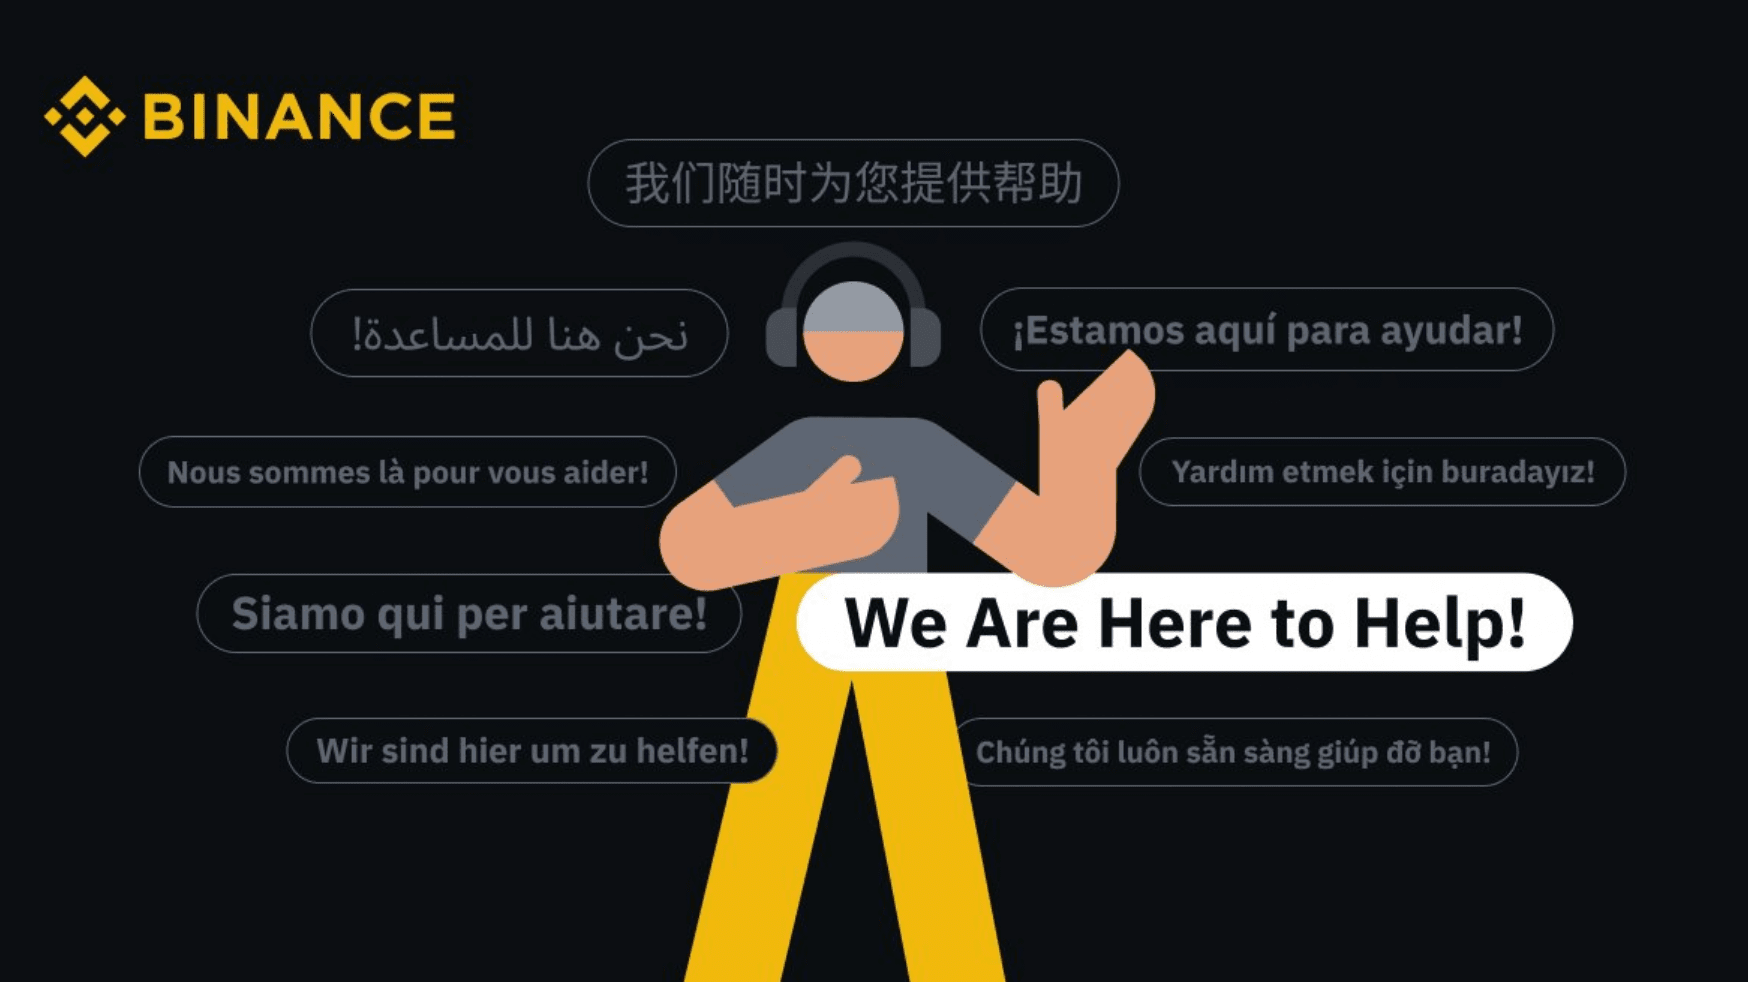 BINANCE
我们随时为您提供帮助
نحن هنا للمساعدة!
¡Estamos aquí para ayudar!
Nous sommes là pour vous aider!
Yardım etmek için buradayız!
Siamo qui per aiutare!
We Are Here to Help!
Wir sind hier um zu helfen!
Chúng tôi luôn sẵn sàng giúp đỡ bạn!